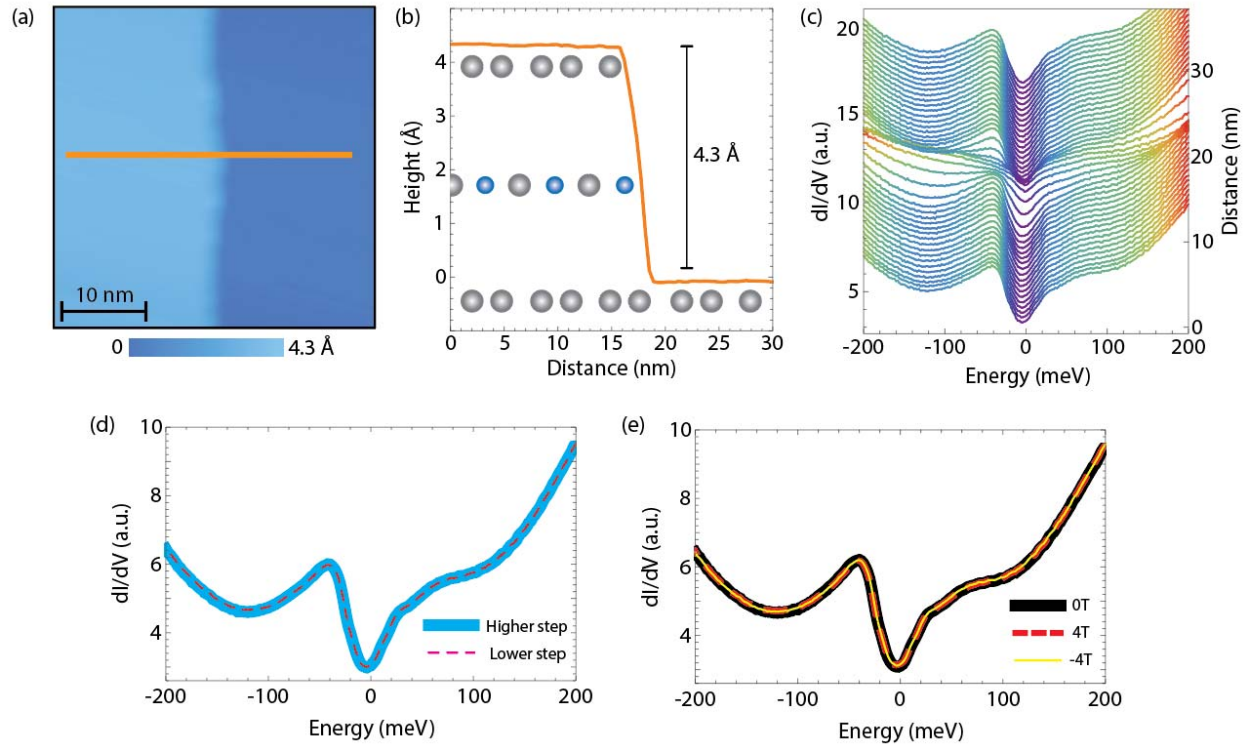 (a)
10 nm
0 4.3 Å
(b)
Height (Å)
4
3
2
1
0
4.3 Å
0 5 10 15 20 25 30
Distance (nm)
(c)
dI/dV (a.u.)
20
15
10
5
30
20
10
0
Distance (nm)
-200 -100 0 100 200
Energy (meV)
(d)
dI/dV (a.u.)
10
8
6
4
Higher step
Lower step
-200 -100 0 100 200
Energy (meV)
(e)
dI/dV (a.u.)
10
8
6
4
0T
4T
-4T
-200 -100 0 100 200
Energy (meV)